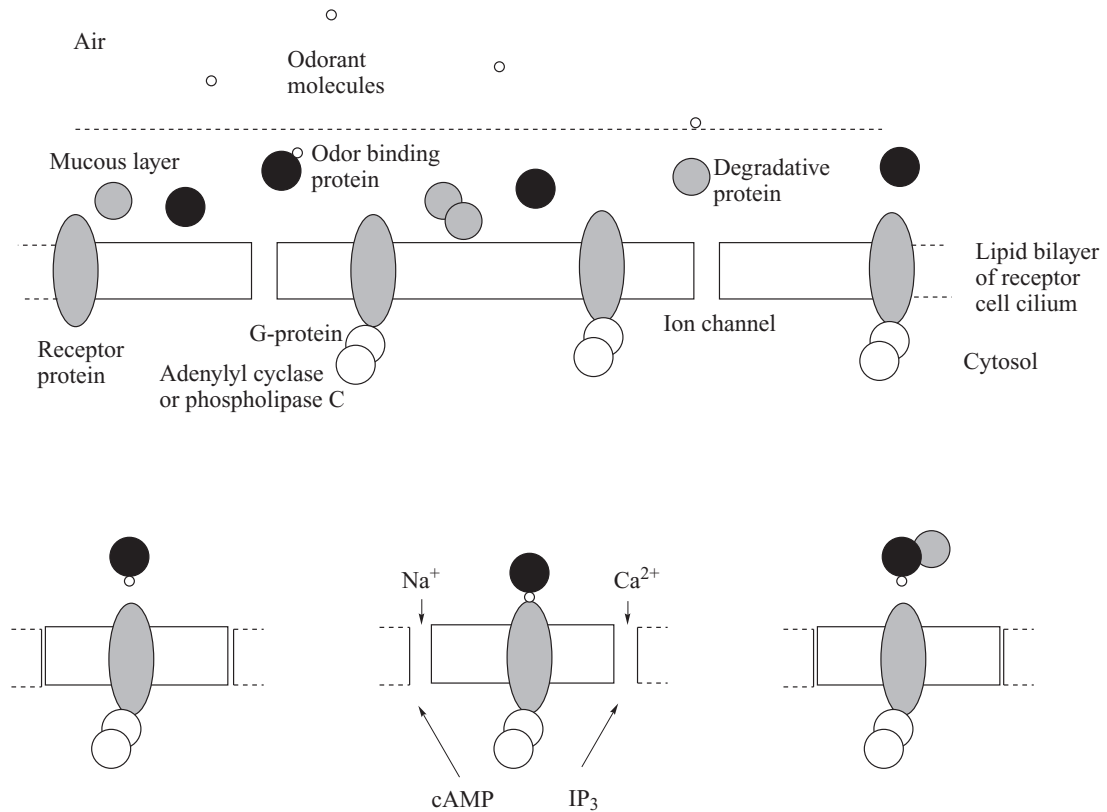 Air
Odorant
molecules
Mucous layer
Odor binding
protein
Degradative
protein
Lipid bilayer
of receptor
cell cilium
G-protein
Ion channel
Receptor
protein
Adenylyl cyclase
or phospholipase C
Cytosol
Na⁺
Ca²⁺
cAMP
IP₃